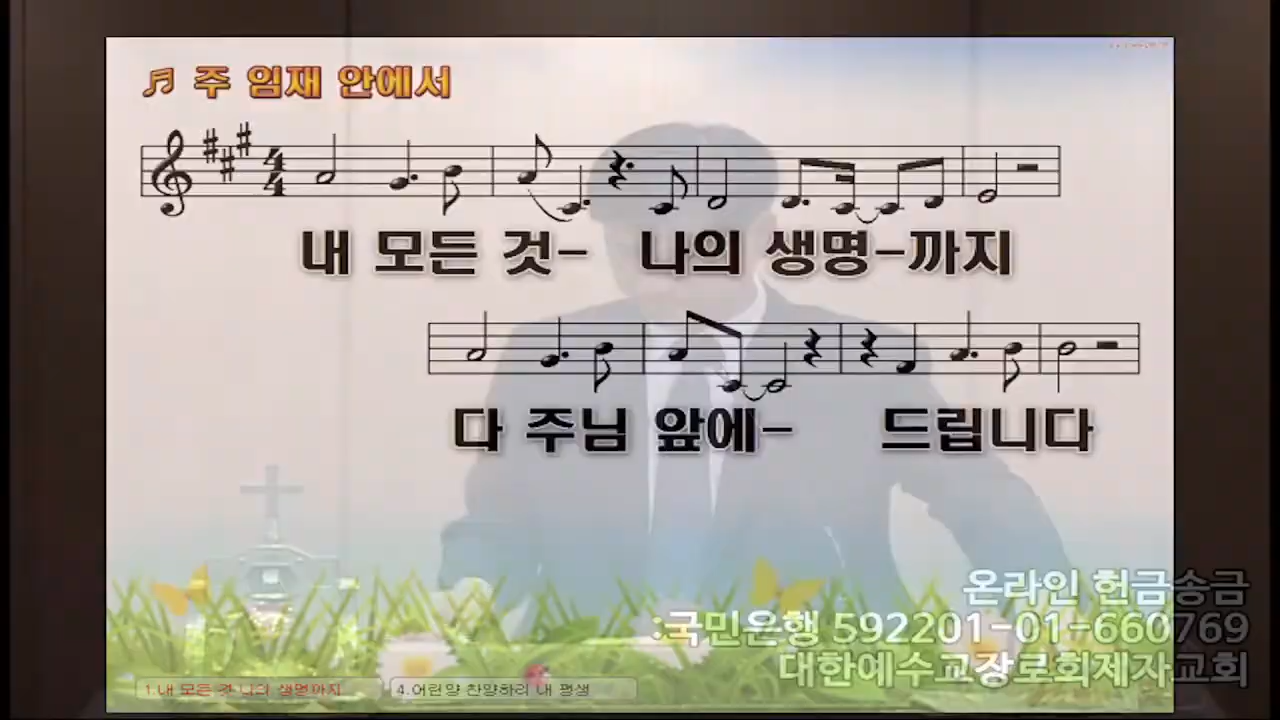 주 임재 안에서
내 모든 것- 나의 생명-까지
다 주님 앞에- 드립니다
온라인 헌금송금
:국민은행 592201-01-660769
대한예수교장로회제자교회
1.내 모든 것 나의 생명까지
4.어린양 찬양하리 내 평생